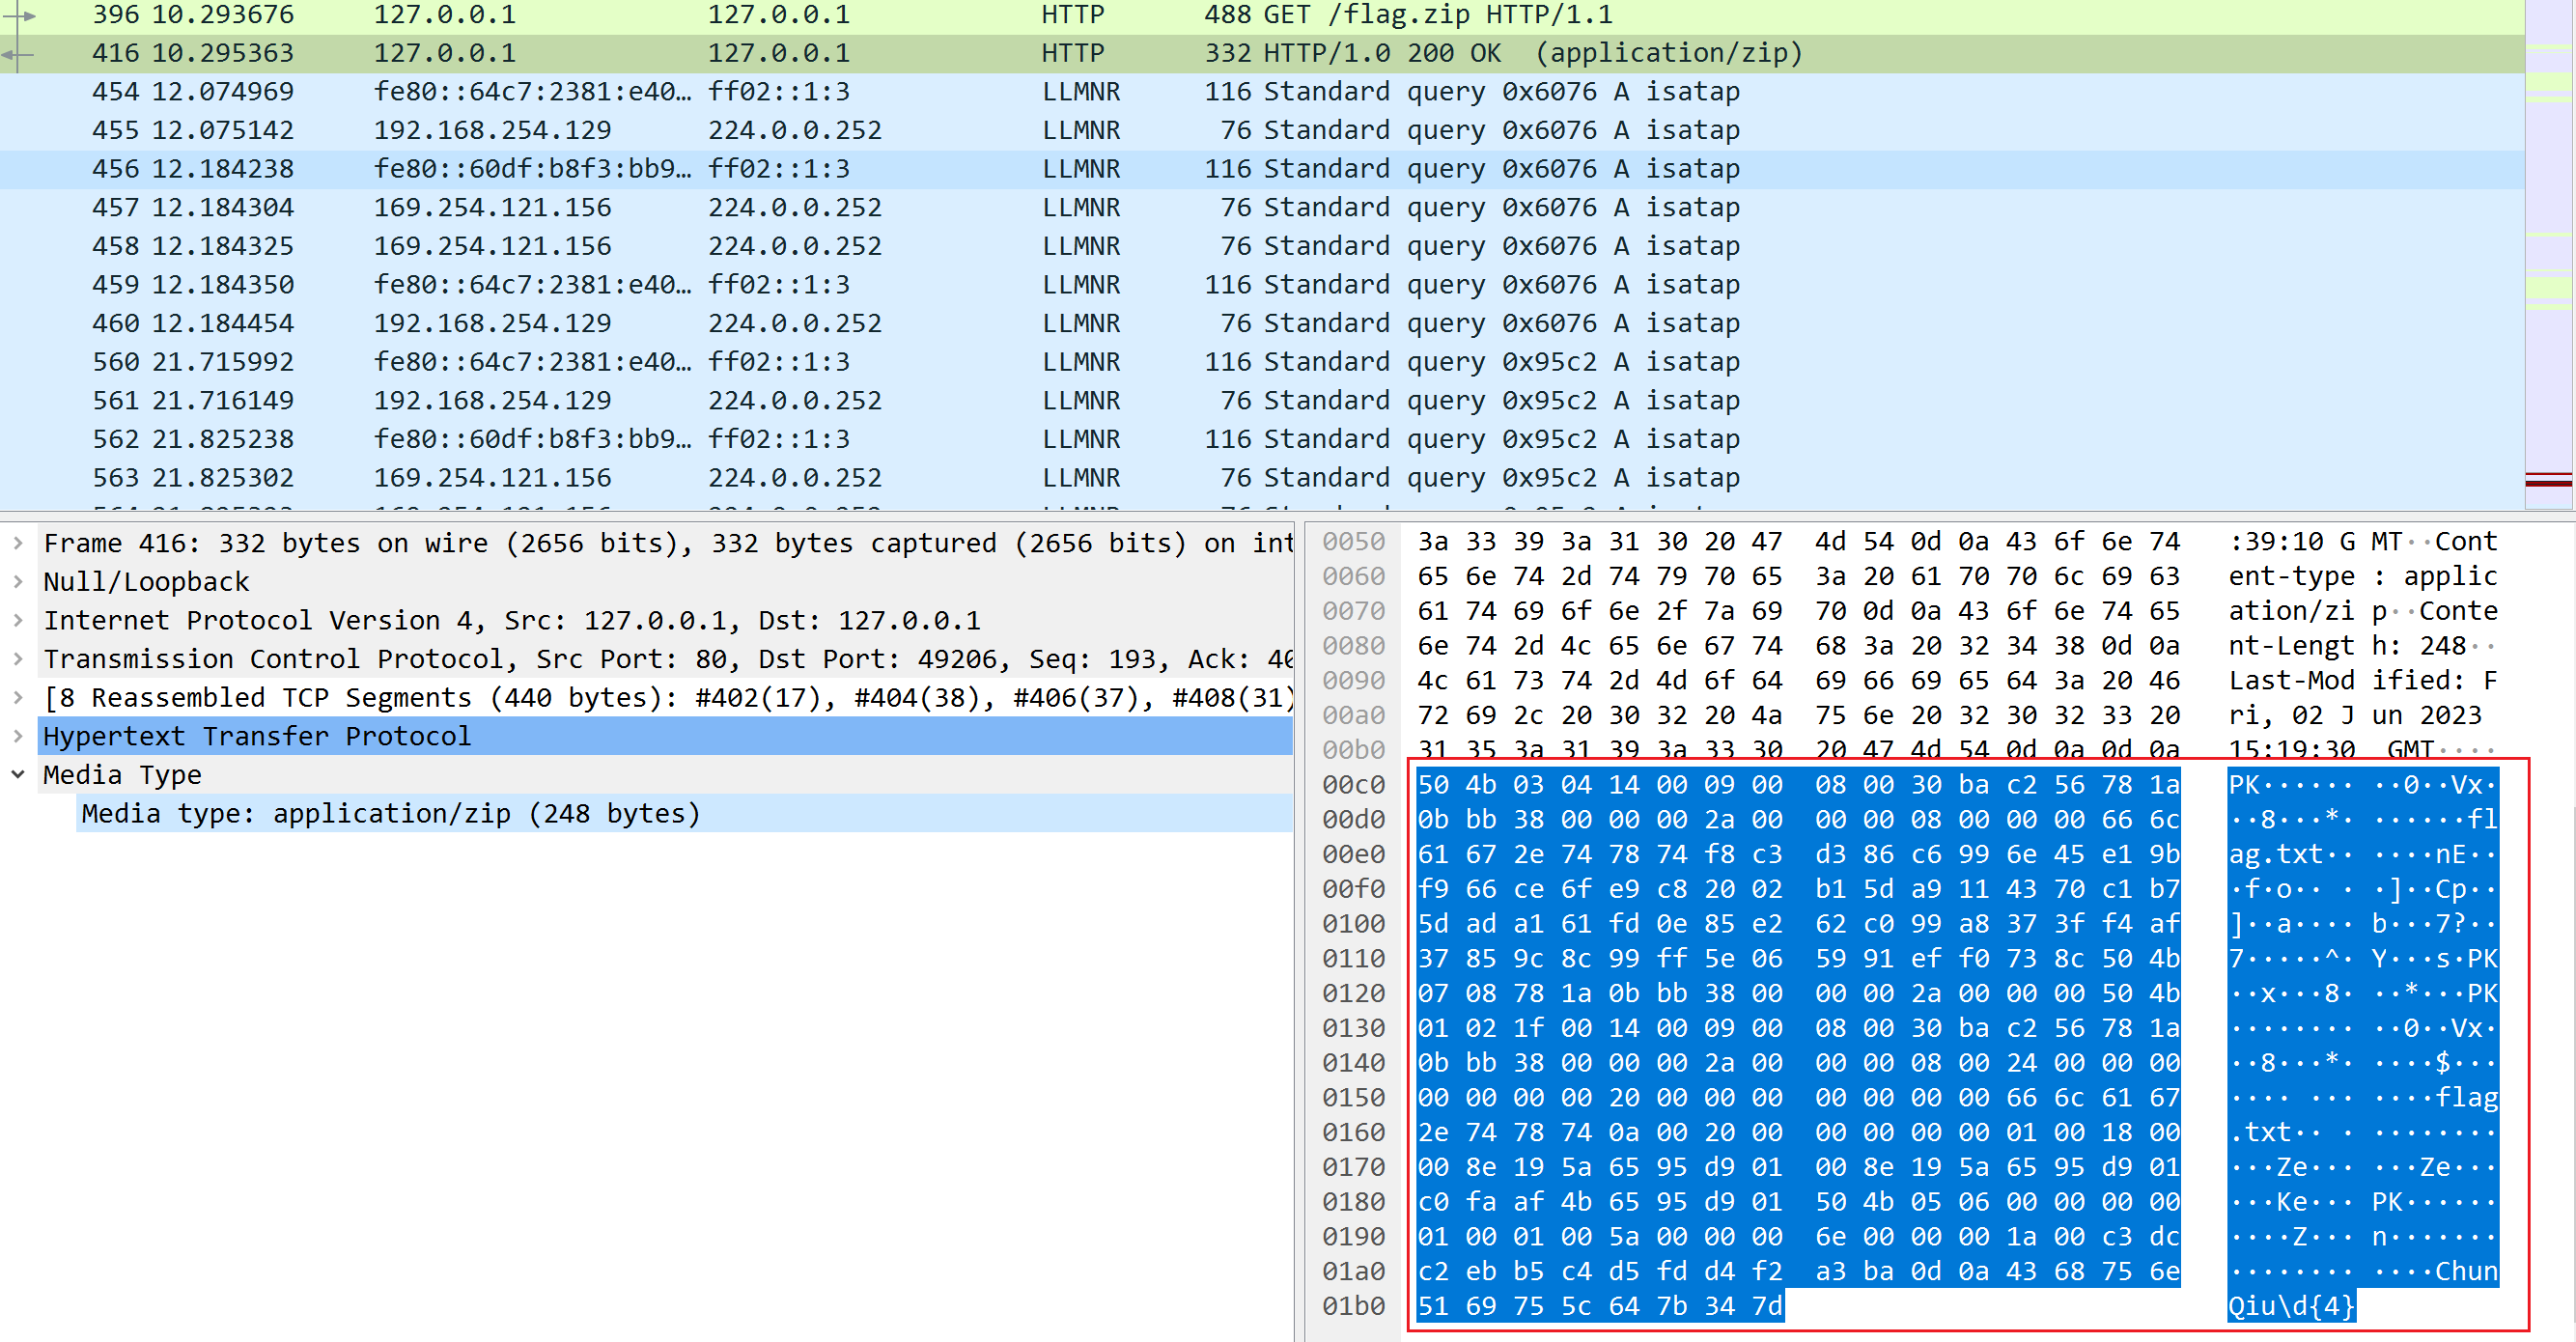 396 10.293676 127.0.0.1 127.0.0.1 HTTP 488 GET /flag.zip HTTP/1.1
416 10.295363 127.0.0.1 127.0.0.1 HTTP 332 HTTP/1.0 200 OK (application/zip)
454 12.074969 fe80::64c7:2381:e40… ff02::1:3 LLMNR 116 Standard query 0x6076 A isatap
455 12.075142 192.168.254.129 224.0.0.252 LLMNR 76 Standard query 0x6076 A isatap
456 12.184238 fe80::60df:b8f3:bb9… ff02::1:3 LLMNR 116 Standard query 0x6076 A isatap
457 12.184304 169.254.121.156 224.0.0.252 LLMNR 76 Standard query 0x6076 A isatap
458 12.184325 169.254.121.156 224.0.0.252 LLMNR 76 Standard query 0x6076 A isatap
459 12.184350 fe80::64c7:2381:e40… ff02::1:3 LLMNR 116 Standard query 0x6076 A isatap
460 12.184454 192.168.254.129 224.0.0.252 LLMNR 76 Standard query 0x6076 A isatap
560 21.715992 fe80::64c7:2381:e40… ff02::1:3 LLMNR 116 Standard query 0x95c2 A isatap
561 21.716149 192.168.254.129 224.0.0.252 LLMNR 76 Standard query 0x95c2 A isatap
562 21.825238 fe80::60df:b8f3:bb9… ff02::1:3 LLMNR 116 Standard query 0x95c2 A isatap
563 21.825302 169.254.121.156 224.0.0.252 LLMNR 76 Standard query 0x95c2 A isatap
Frame 416: 332 bytes on wire (2656 bits), 332 bytes captured (2656 bits) on int
Null/Loopback
Internet Protocol Version 4, Src: 127.0.0.1, Dst: 127.0.0.1
Transmission Control Protocol, Src Port: 80, Dst Port: 49206, Seq: 193, Ack: 40
[8 Reassembled TCP Segments (440 bytes): #402(17), #404(38), #406(37), #408(31)
Hypertext Transfer Protocol
Media Type
Media type: application/zip (248 bytes)
0050 3a 33 39 3a 31 30 20 47 4d 54 0d 0a 43 6f 6e 74 :39:10 G MT··Cont
0060 65 6e 74 2d 74 79 70 65 3a 20 61 70 70 6c 69 63 ent-type : applic
0070 61 74 69 6f 6e 2f 7a 69 70 0d 0a 43 6f 6e 74 65 ation/zi p··Conte
0080 6e 74 2d 4c 65 6e 67 74 68 3a 20 32 34 38 0d 0a nt-Lengt h: 248··
0090 4c 61 73 74 2d 4d 6f 64 69 66 69 65 64 3a 20 46 Last-Mod ified: F
00a0 72 69 2c 20 30 32 20 4a 75 6e 20 32 30 32 33 20 ri, 02 J un 2023
00b0 31 35 3a 31 39 3a 33 30 20 47 4d 54 0d 0a 0d 0a 15:19:30 GMT····
00c0 50 4b 03 04 14 00 09 00 08 00 30 ba c2 56 78 1a PK······ ··0··Vx·
00d0 0b bb 38 00 00 00 2a 00 00 00 08 00 00 00 66 6c ··8···*· ······fl
00e0 61 67 2e 74 78 74 f8 c3 d3 86 c6 99 6e 45 e1 9b ag.txt·· ····nE··
00f0 f9 66 ce 6f e9 c8 20 02 b1 5d a9 11 43 70 c1 b7 ·f·o·· · ·]··Cp··
0100 5d ad a1 61 fd 0e 85 e2 62 c0 99 a8 37 3f f4 af ]··a···· b···7?··
0110 37 85 9c 8c 99 ff 5e 06 59 91 ef f0 73 8c 50 4b 7·····^· Y···s·PK
0120 07 08 78 1a 0b bb 38 00 00 00 2a 00 00 00 50 4b ··x···8· ··*···PK
0130 01 02 1f 00 14 00 09 00 08 00 30 ba c2 56 78 1a ········ ··0··Vx·
0140 0b bb 38 00 00 00 2a 00 00 00 08 00 24 00 00 00 ··8···*· ····$···
0150 00 00 00 00 20 00 00 00 00 00 00 00 66 6c 61 67 ···· ··· ····flag
0160 2e 74 78 74 0a 00 20 00 00 00 00 00 01 00 18 00 .txt·· · ········
0170 00 8e 19 5a 65 95 d9 01 00 8e 19 5a 65 95 d9 01 ···Ze··· ···Ze···
0180 c0 fa af 4b 65 95 d9 01 50 4b 05 06 00 00 00 00 ···Ke··· PK······
0190 01 00 01 00 5a 00 00 00 6e 00 00 00 1a 00 c3 dc ····Z··· n·······
01a0 c2 eb b5 c4 d5 fd d4 f2 a3 ba 0d 0a 43 68 75 6e ········ ····Chun
01b0 51 69 75 5c 64 7b 34 7d Qiu\d{4}